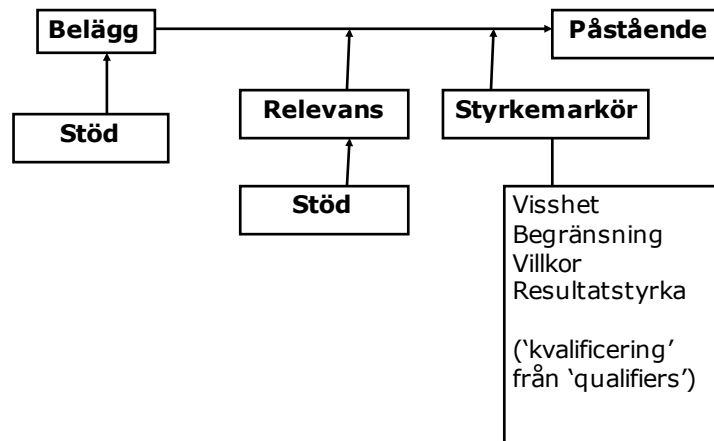 Belägg
Påstående
Relevans
Styrkemarkör
Stöd
Stöd
Visshet
Begränsning
Villkor
Resultatstyrka
(‘kvalificering’
från ‘qualifiers’)